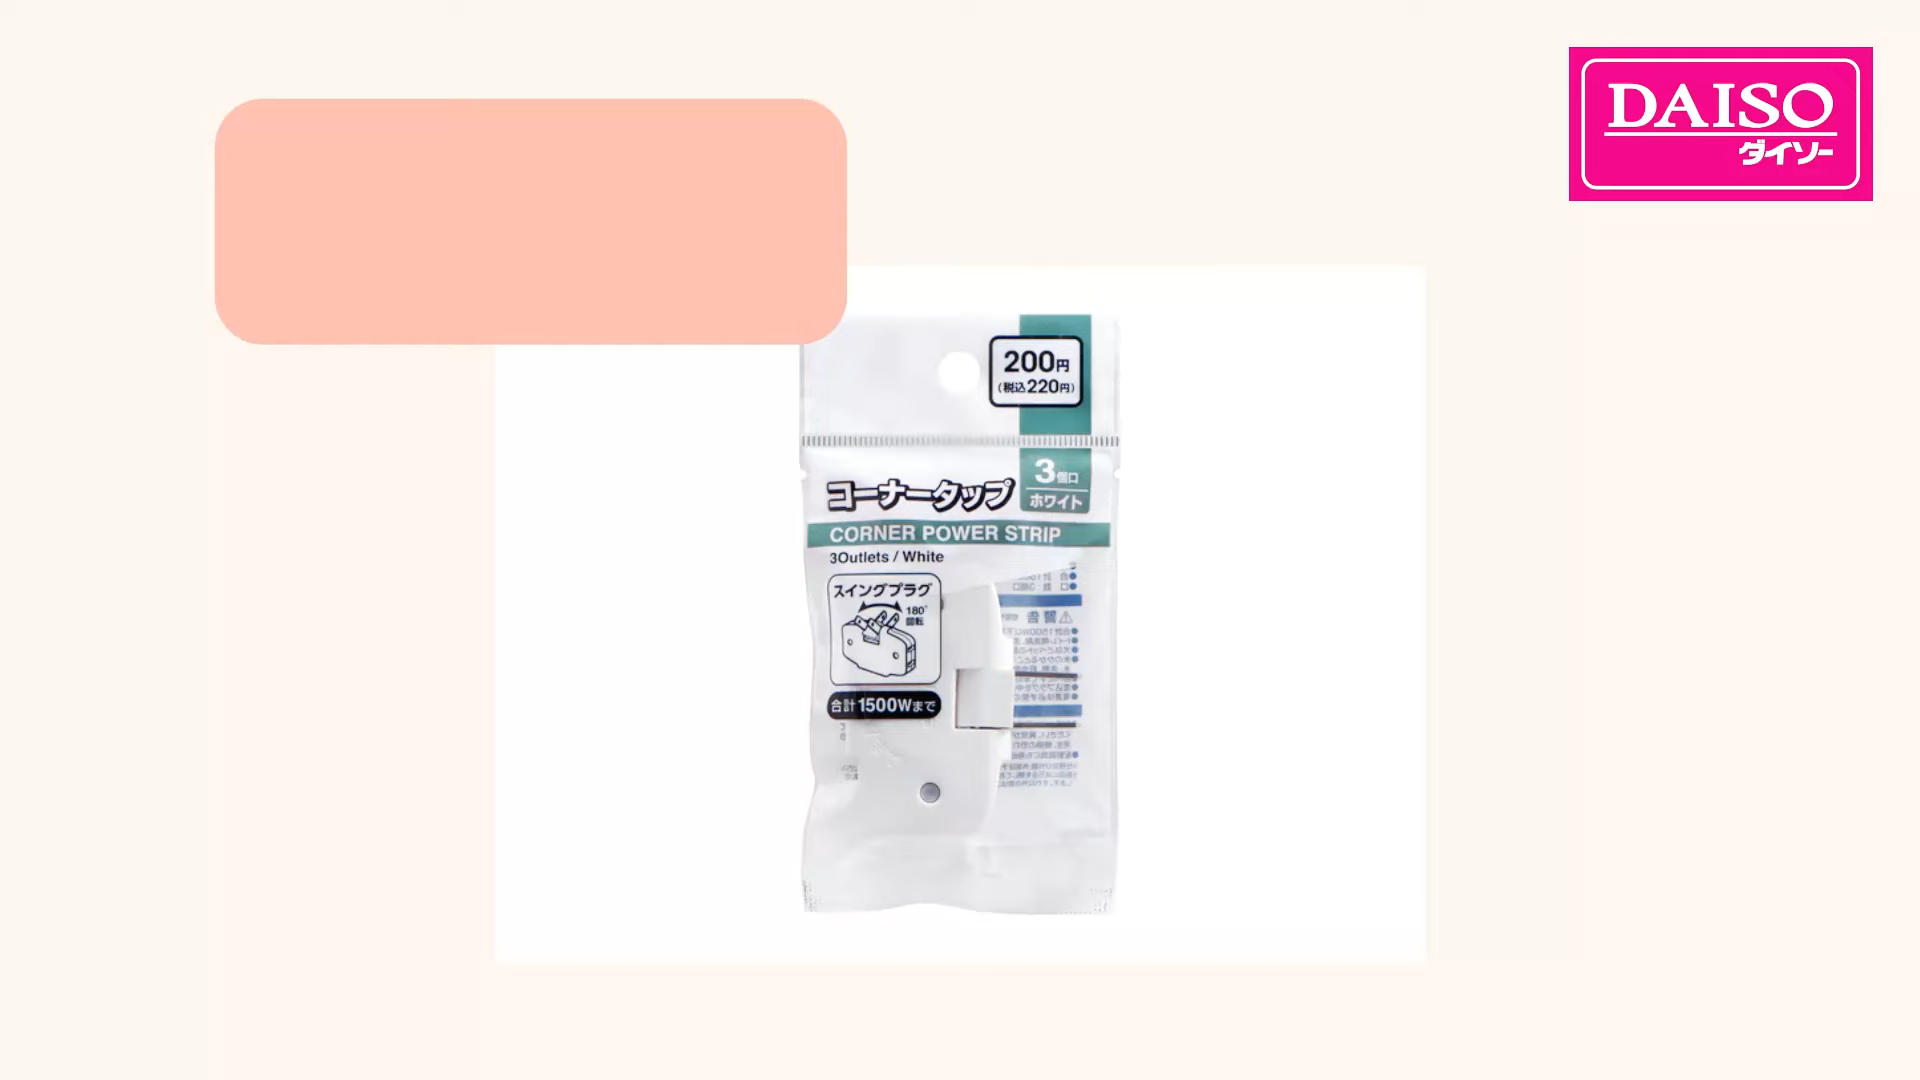 DAISO
ダイソー
200円
(税込220円)
3個口
ホワイト
コーナータップ
CORNER POWER STRIP
3Outlets / White
スイングプラグ
180°
回転
合計1500Wまで